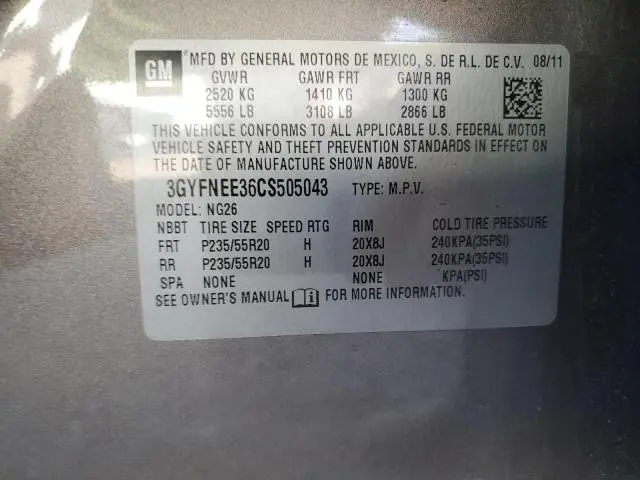 GM
*MFD BY GENERAL MOTORS DE MEXICO, S. DE R.L. DE C.V. 08/11
GVWR GAWR FRT GAWR RR
2520 KG 1410 KG 1300 KG
5556 LB 3108 LB 2866 LB
THIS VEHICLE CONFORMS TO ALL APPLICABLE U.S. FEDERAL MOTOR
VEHICLE SAFETY AND THEFT PREVENTION STANDARDS IN EFFECT ON
THE DATE OF MANUFACTURE SHOWN ABOVE.
3GYFNEE36CS505043 TYPE: M.P.V.
MODEL: NG26
NBBT TIRE SIZE SPEED RTG RIM COLD TIRE PRESSURE
FRT P235/55R20 H 20X8J 240KPA(35PSI)
RR P235/55R20 H 20X8J 240KPA(35PSI)
SPA NONE NONE KPA(PSI)
SEE OWNER'S MANUAL FOR MORE INFORMATION.